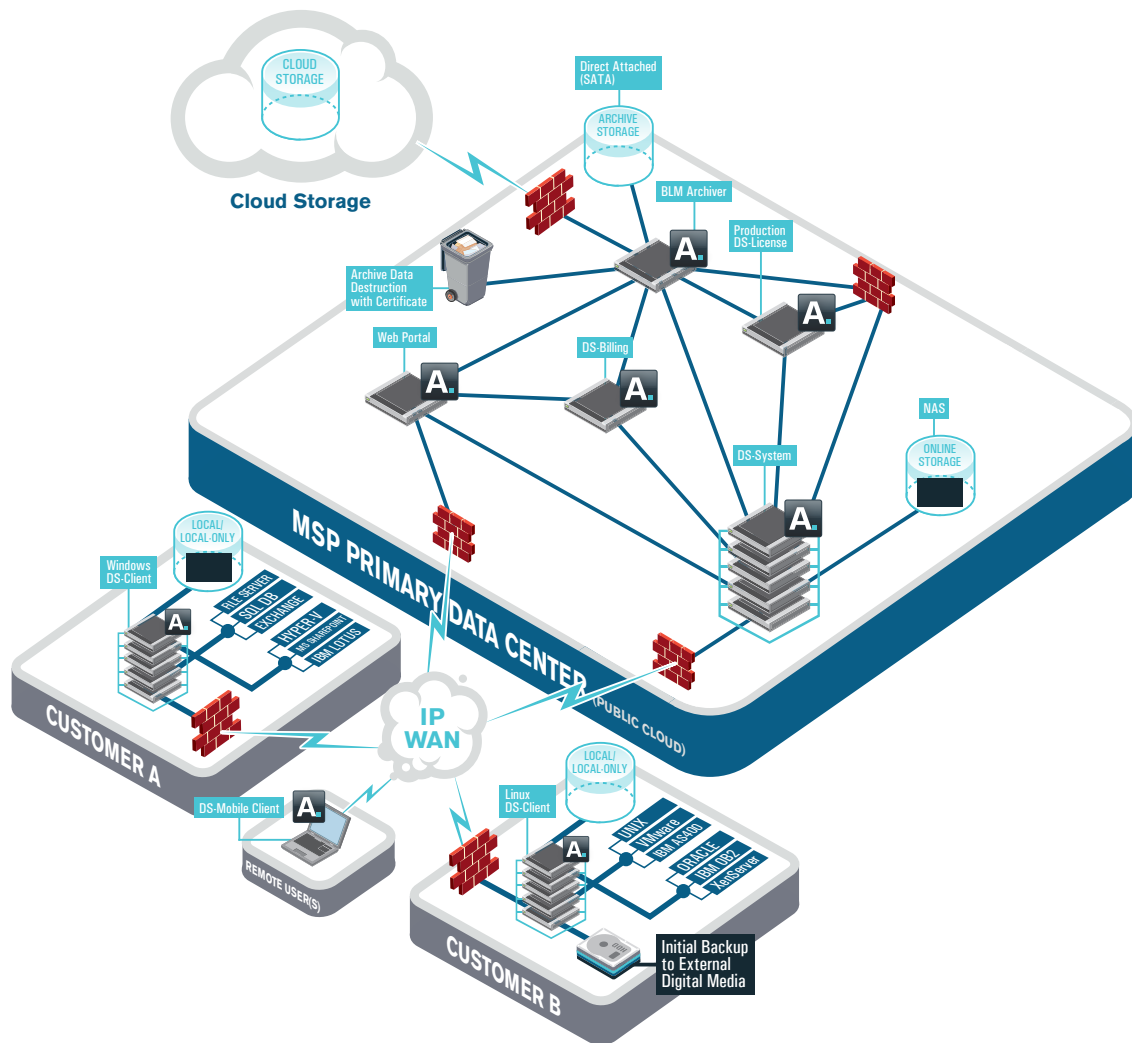 CLOUD
STORAGE
Cloud Storage
Direct Attached
(SATA)
ARCHIVE
STORAGE
BLM Archiver
A.
Production
DS-License
A.
Archive Data
Destruction
with Certificate
Web Portal
A.
DS-Billing
A.
NAS
ONLINE
STORAGE
DS-System
A.
MSP PRIMARY DATA CENTER (PUBLIC CLOUD)
LOCAL/
LOCAL-ONLY
Windows
DS-Client
A.
FILE SERVER
SQL DB
EXCHANGE
HYPER-V
MS SHAREPOINT
IBM LOTUS
CUSTOMER A
IP
WAN
DS-Mobile Client
A.
REMOTE USER(S)
LOCAL/
LOCAL-ONLY
Linux
DS-Client
A.
UNIX
VMware
IBM AS400
ORACLE
IBM DB2
XenServer
Initial Backup
to External
Digital Media
CUSTOMER B